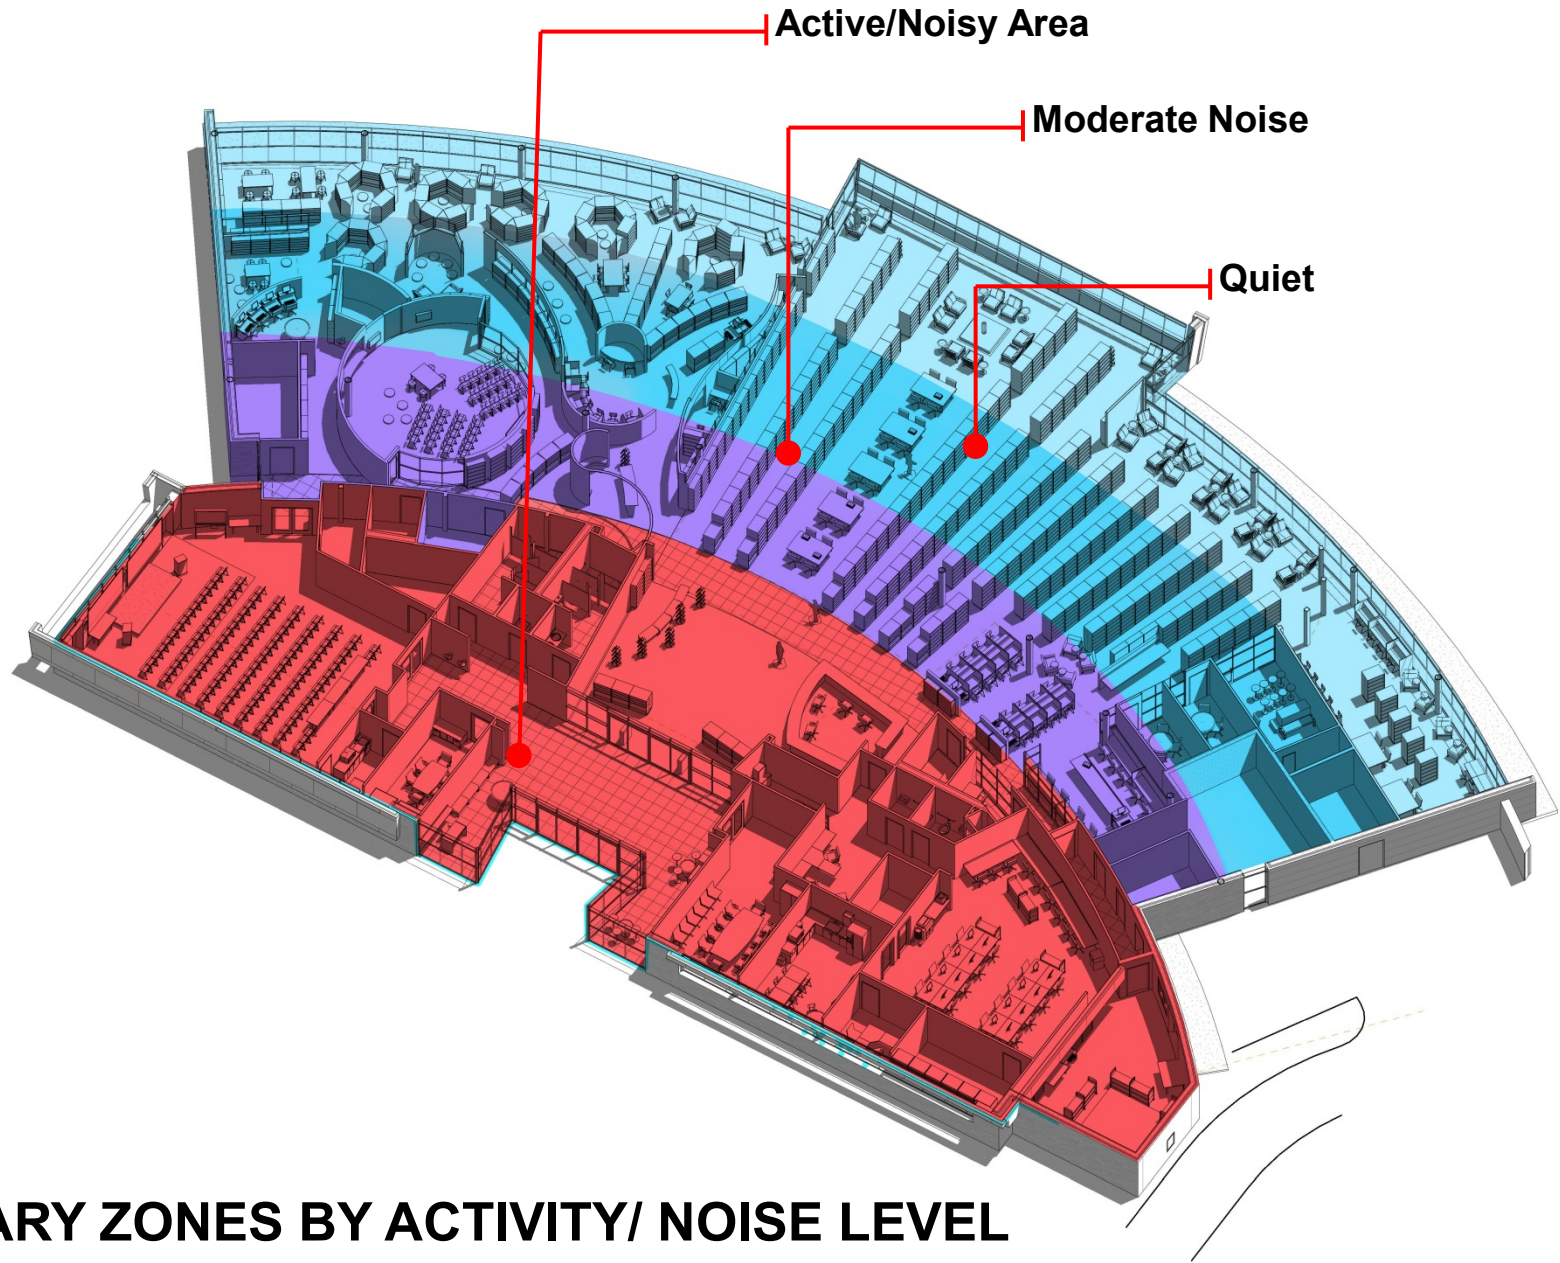 Active/Noisy Area
Moderate Noise
Quiet
ARY ZONES BY ACTIVITY/ NOISE LEVEL